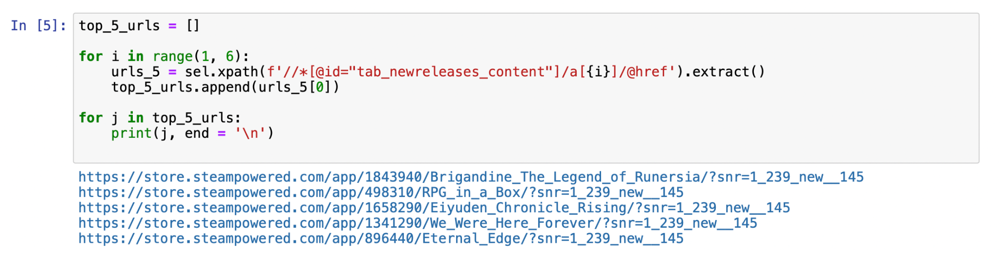 In [5]: top_5_urls = []
for i in range(1, 6):
    urls_5 = sel.xpath(f'//*[@id="tab_newreleases_content"]/a[{i}]/@href').extract()
    top_5_urls.append(urls_5[0])
for j in top_5_urls:
    print(j, end = '\n')
https://store.steampowered.com/app/1843940/Brigandine_The_Legend_of_Runersia/?snr=1_239_new__145
https://store.steampowered.com/app/498310/RPG_in_a_Box/?snr=1_239_new__145
https://store.steampowered.com/app/1658290/Eiyuden_Chronicle_Rising/?snr=1_239_new__145
https://store.steampowered.com/app/1341290/We_Were_Here_Forever/?snr=1_239_new__145
https://store.steampowered.com/app/896440/Eternal_Edge/?snr=1_239_new__145